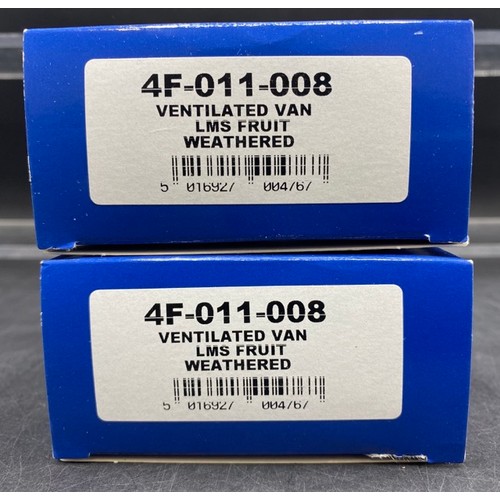 4F-011-008
VENTILATED VAN
LMS FRUIT
WEATHERED
5 016927 004767
4F-011-008
VENTILATED VAN
LMS FRUIT
WEATHERED
5 016927 004767